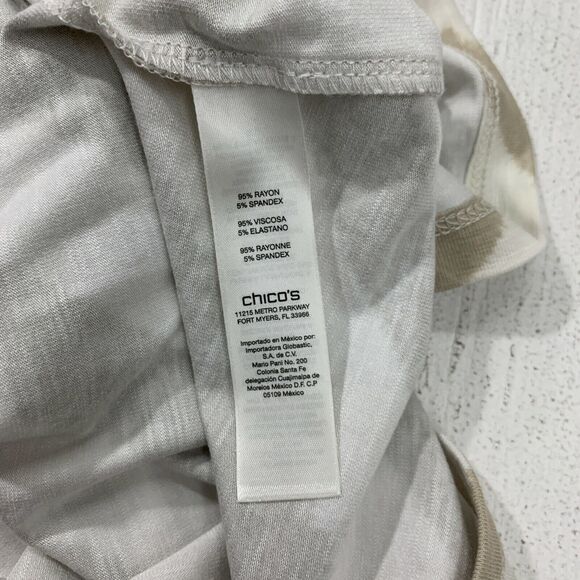 95% RAYON
5% SPANDEX
95% VISCOSA
5% ELASTANO
95% RAYONNE
5% SPANDEX
chico's
11215 METRO PARKWAY
FORT MYERS, FL 33966
Importado en México por:
Importadora Globastic,
S.A. de C.V.
Mario Pani No. 200
Colonia Santa Fe
delegación Cuajimalpa de
Morelos México D.F. C.P
05109 México